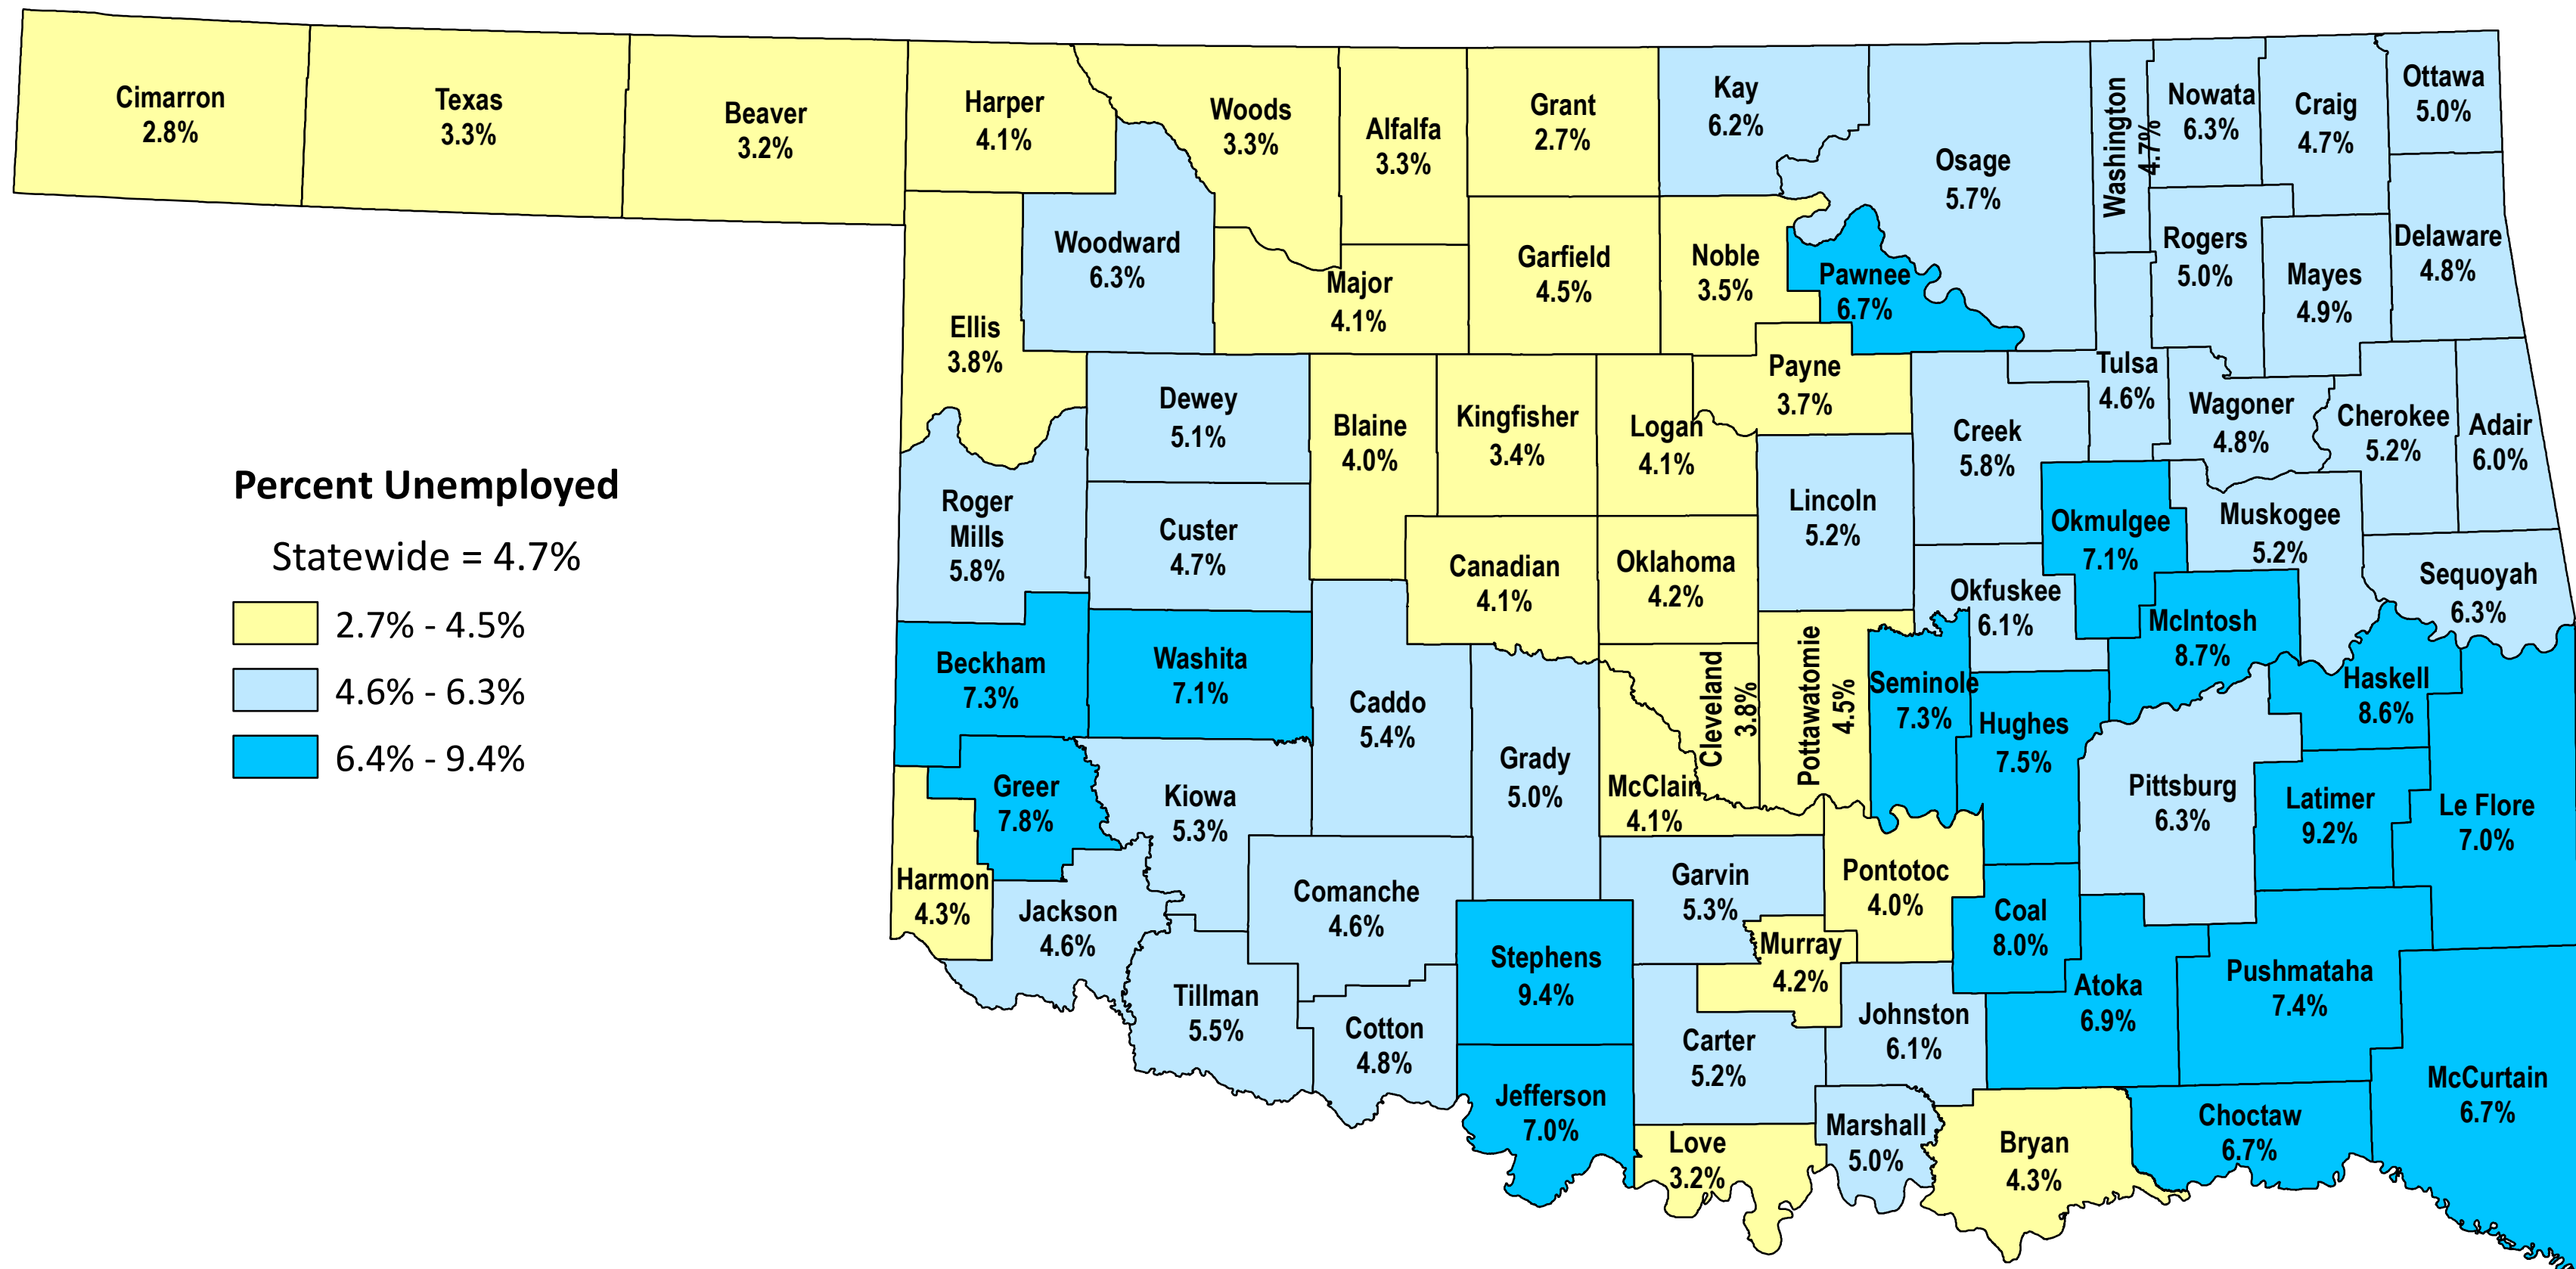 Cimarron
2.8%
Texas
3.3%
Beaver
3.2%
Harper
4.1%
Woods
3.3%
Alfalfa
3.3%
Grant
2.7%
Kay
6.2%
Osage
5.7%
Washington
4.7%
Nowata
6.3%
Craig
4.7%
Ottawa
5.0%
Woodward
6.3%
Ellis
3.8%
Major
4.1%
Garfield
4.5%
Noble
3.5%
Pawnee
6.7%
Rogers
5.0%
Mayes
4.9%
Delaware
4.8%
Dewey
5.1%
Blaine
4.0%
Kingfisher
3.4%
Logan
4.1%
Payne
3.7%
Creek
5.8%
Tulsa
4.6%
Wagoner
4.8%
Cherokee
5.2%
Adair
6.0%
Percent Unemployed
Statewide = 4.7%
2.7% - 4.5%
4.6% - 6.3%
6.4% - 9.4%
Roger
Mills
5.8%
Custer
4.7%
Canadian
4.1%
Oklahoma
4.2%
Lincoln
5.2%
Okmulgee
7.1%
Muskogee
5.2%
Okfuskee
6.1%
Sequoyah
6.3%
McIntosh
8.7%
Beckham
7.3%
Washita
7.1%
Caddo
5.4%
Grady
5.0%
McClain
4.1%
Cleveland
3.8%
Pottawatomie
4.5%
Seminole
7.3%
Hughes
7.5%
Haskell
8.6%
Pittsburg
6.3%
Latimer
9.2%
Le Flore
7.0%
Greer
7.8%
Kiowa
5.3%
Harmon
4.3%
Jackson
4.6%
Comanche
4.6%
Garvin
5.3%
Pontotoc
4.0%
Coal
8.0%
Stephens
9.4%
Murray
4.2%
Tillman
5.5%
Cotton
4.8%
Carter
5.2%
Johnston
6.1%
Atoka
6.9%
Pushmataha
7.4%
McCurtain
6.7%
Jefferson
7.0%
Love
3.2%
Marshall
5.0%
Bryan
4.3%
Choctaw
6.7%